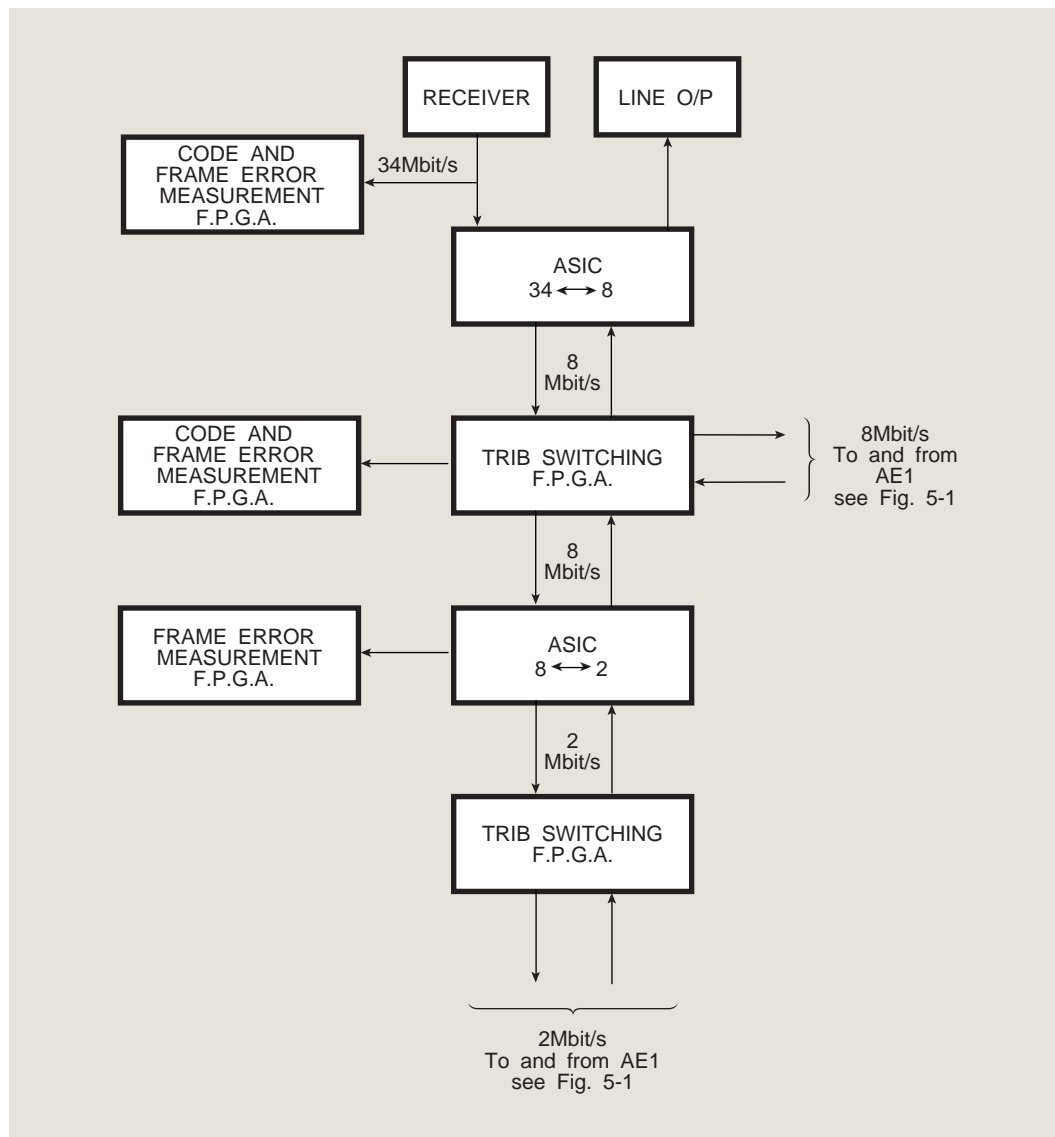 RECEIVER
LINE O/P
CODE AND
FRAME ERROR
MEASUREMENT
F.P.G.A.
34Mbit/s
ASIC
34 ↔ 8
8
Mbit/s
CODE AND
FRAME ERROR
MEASUREMENT
F.P.G.A.
TRIB SWITCHING
F.P.G.A.
8Mbit/s
To and from
AE1
see Fig. 5-1
8
Mbit/s
FRAME ERROR
MEASUREMENT
F.P.G.A.
ASIC
8 ↔ 2
2
Mbit/s
TRIB SWITCHING
F.P.G.A.
2Mbit/s
To and from AE1
see Fig. 5-1